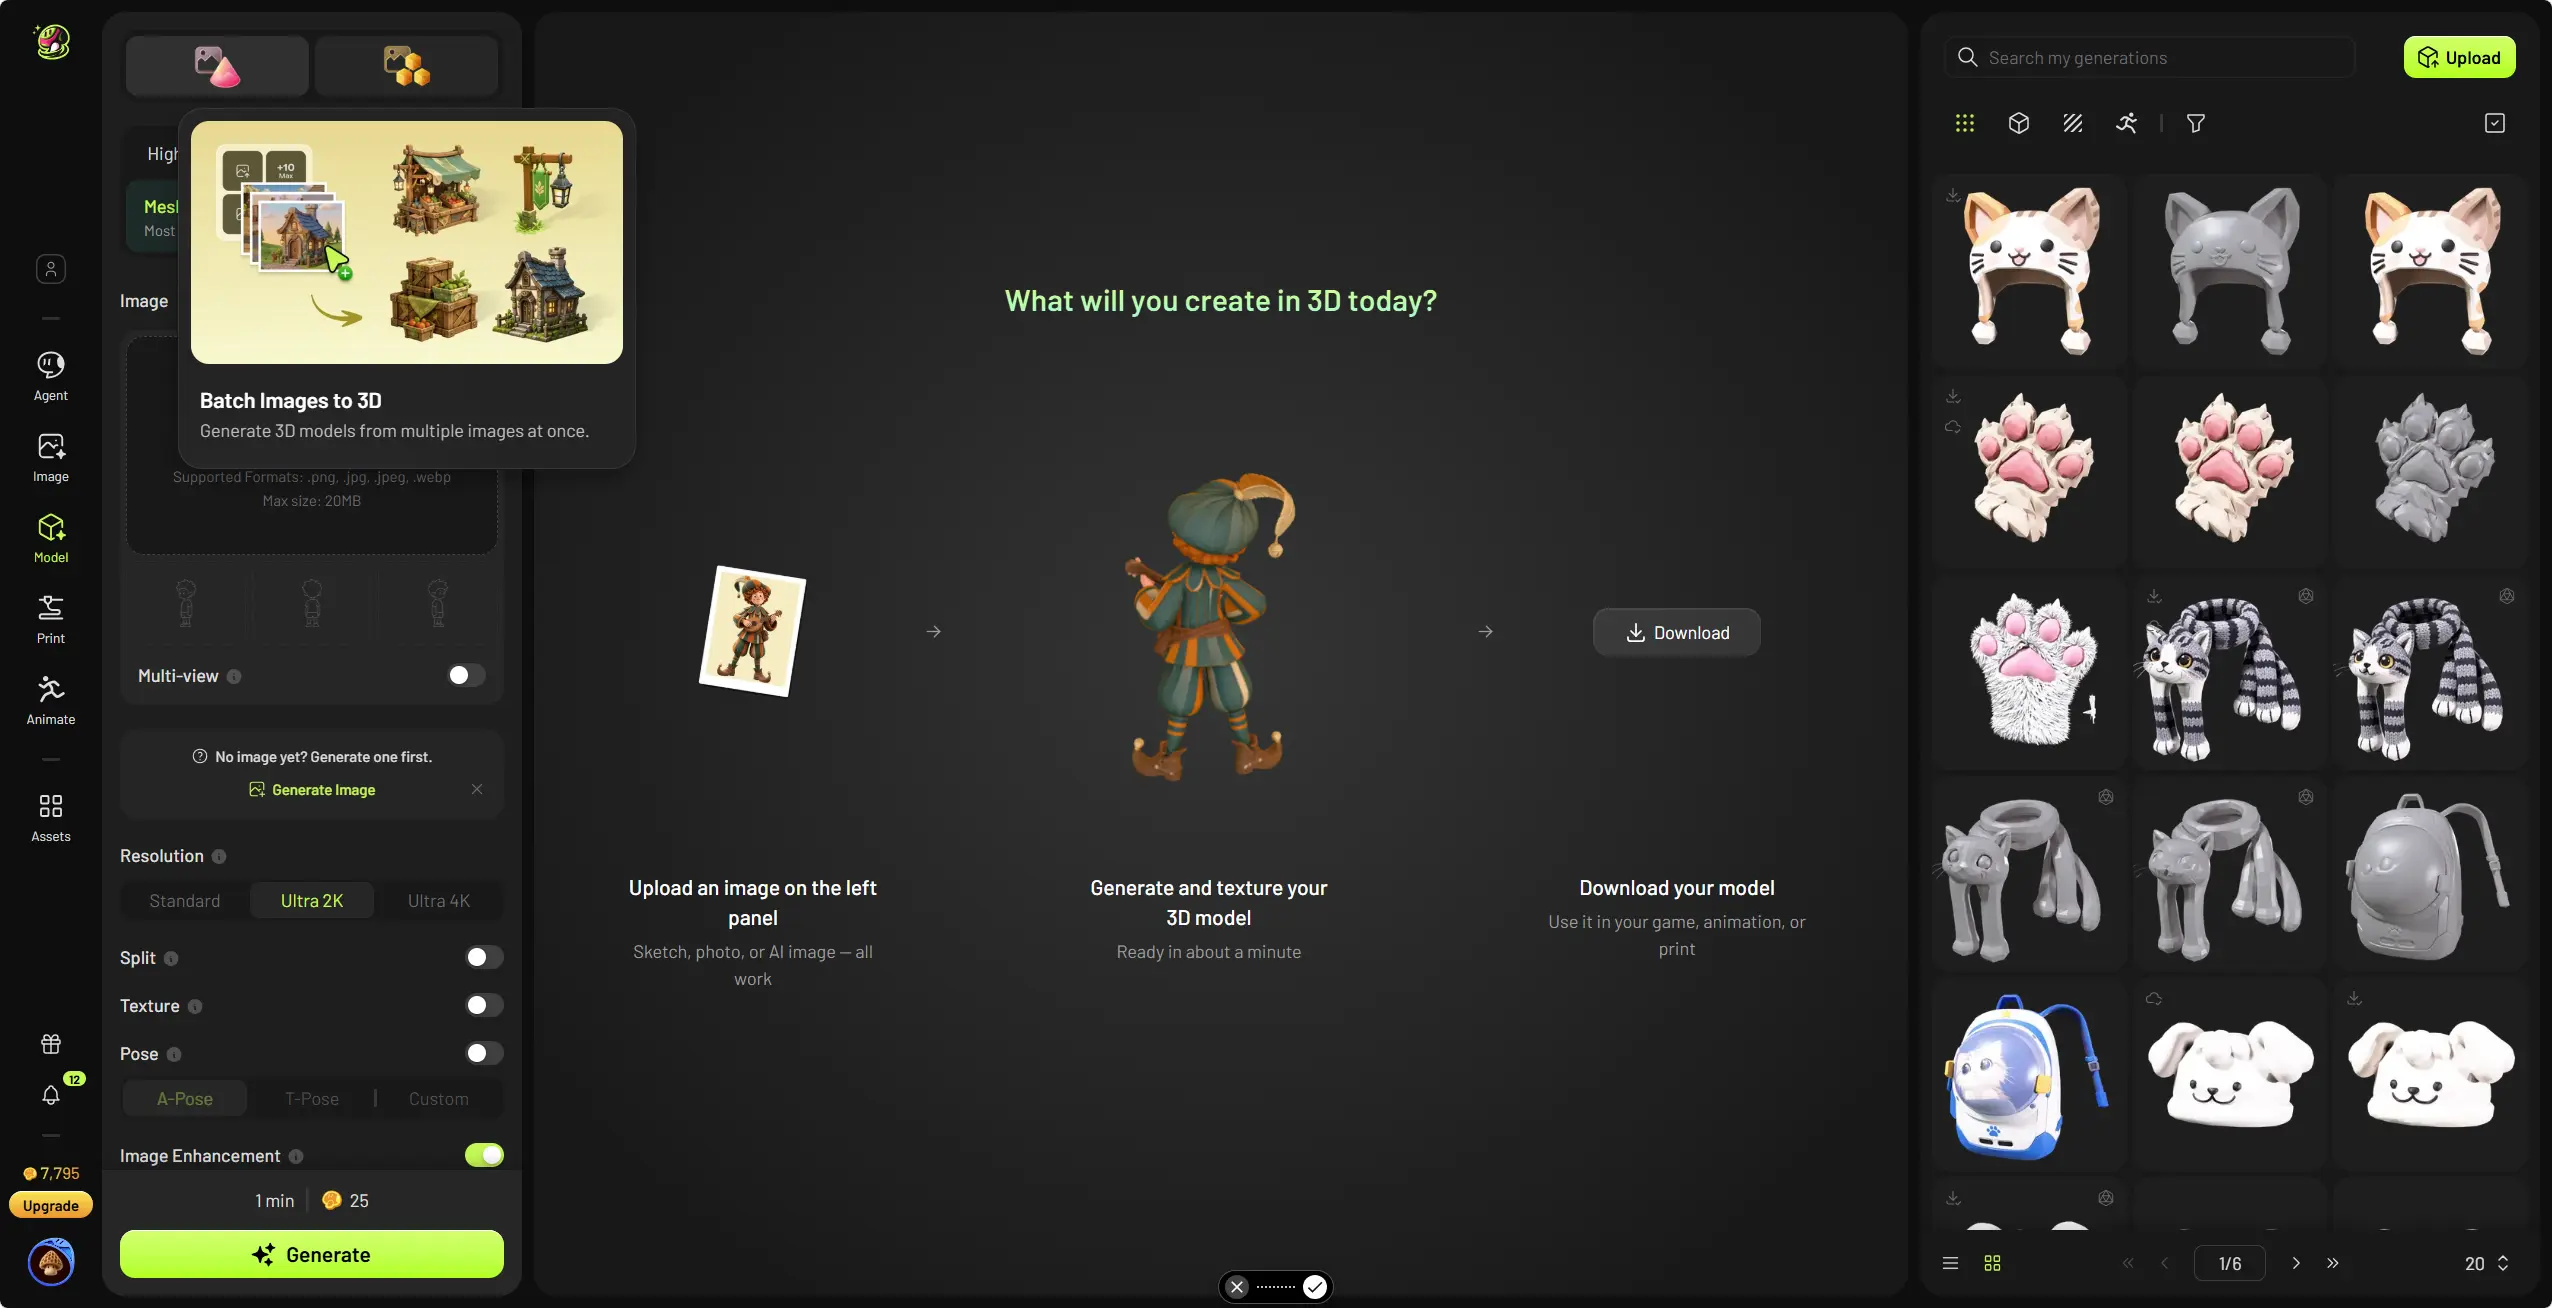 Agent
Image
Model
Print
Animate
Assets
12
7,795
Upgrade
High
Mesh
Most
Image
+10
Max
Batch Images to 3D
Generate 3D models from multiple images at once.
Supported Formats: .png, .jpg, .jpeg, .webp
Max size: 20MB
Multi-view
No image yet? Generate one first.
Generate Image
Resolution
Standard
Ultra 2K
Ultra 4K
Split
Texture
Pose
A-Pose
T-Pose
Custom
Image Enhancement
1 min
25
Generate
What will you create in 3D today?
Download
Upload an image on the left
panel
Sketch, photo, or AI image — all
work
Generate and texture your
3D model
Ready in about a minute
Download your model
Use it in your game, animation, or
print
Search my generations
Upload
1/6
20